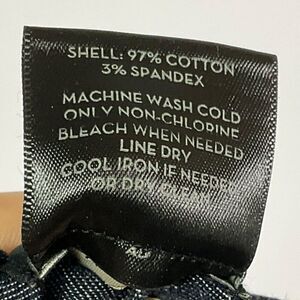 SHELL: 97% COTTON
3% SPANDEX
MACHINE WASH COLD
ONLY NON-CHLORINE
BLEACH WHEN NEEDED
LINE DRY
COOL IRON IF NEEDED
OR DRY CLEAN